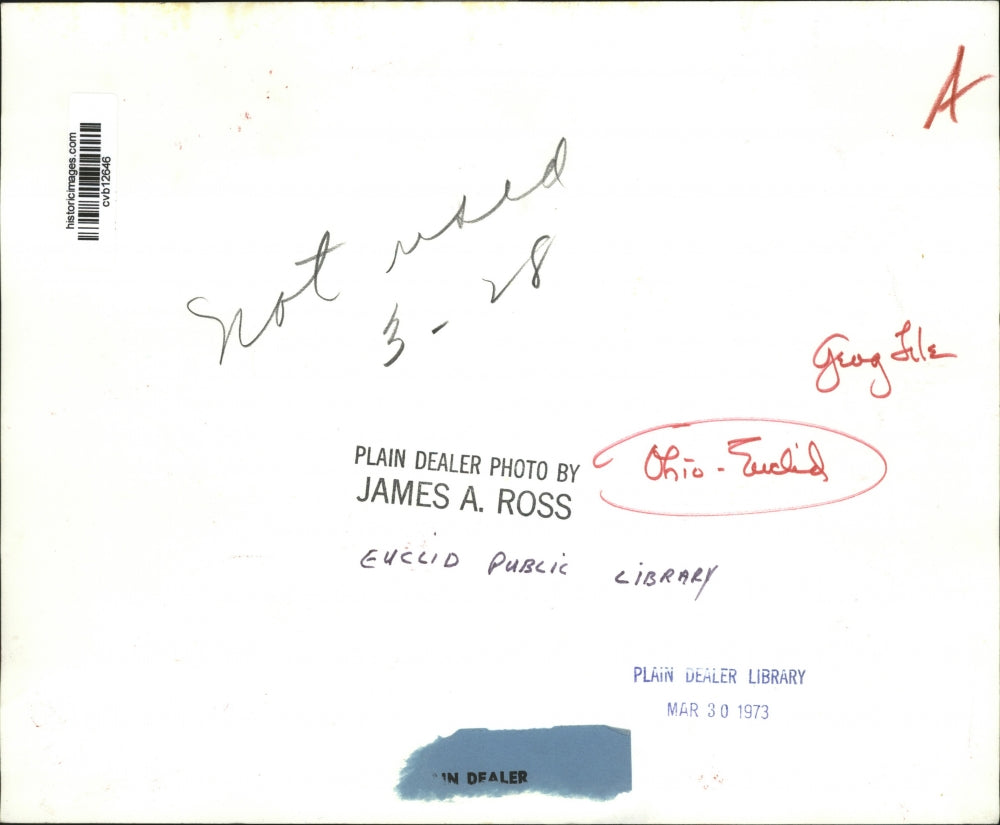 A
historicimages.com
cvb12646
Not used
3-28
Geog File
Ohio-Euclid
PLAIN DEALER PHOTO BY
JAMES A. ROSS
EUCLID PUBLIC LIBRARY
PLAIN DEALER LIBRARY
MAR 30 1973
IN DEALER